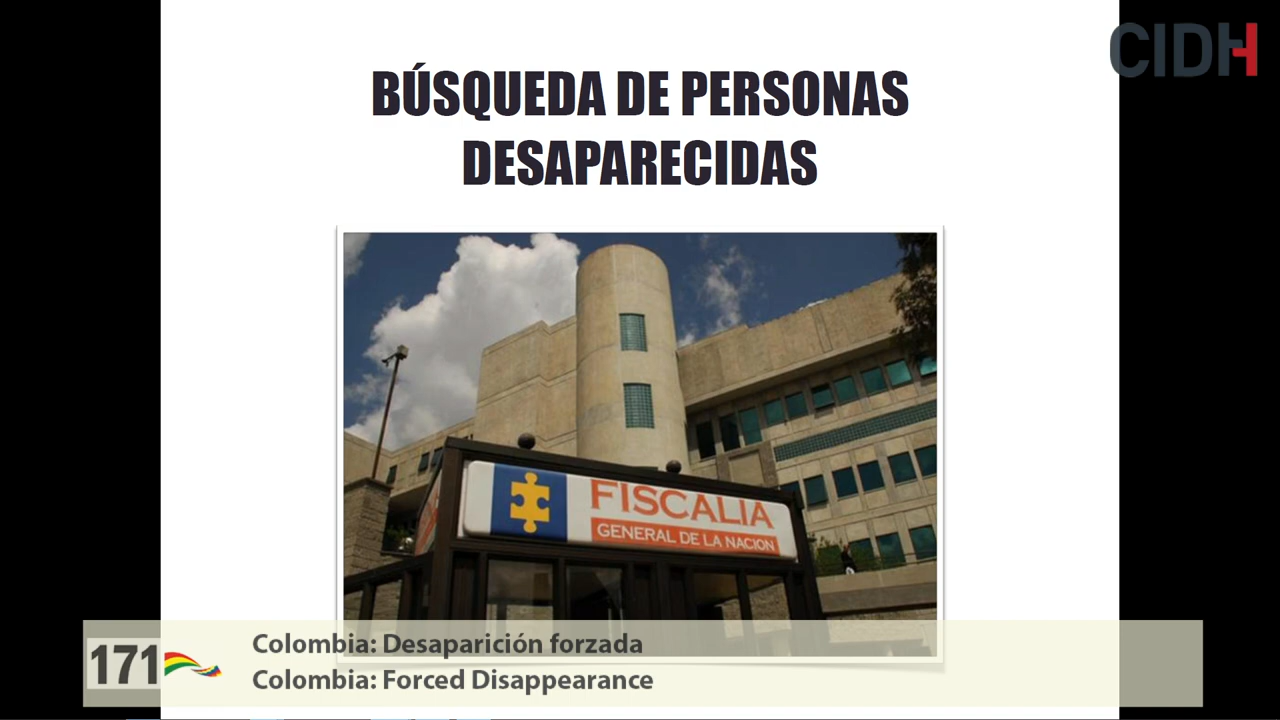 CIDH
BÚSQUEDA DE PERSONAS
DESAPARECIDAS
FISCALIA
GENERAL DE LA NACION
171
Colombia: Desaparición forzada
Colombia: Forced Disappearance